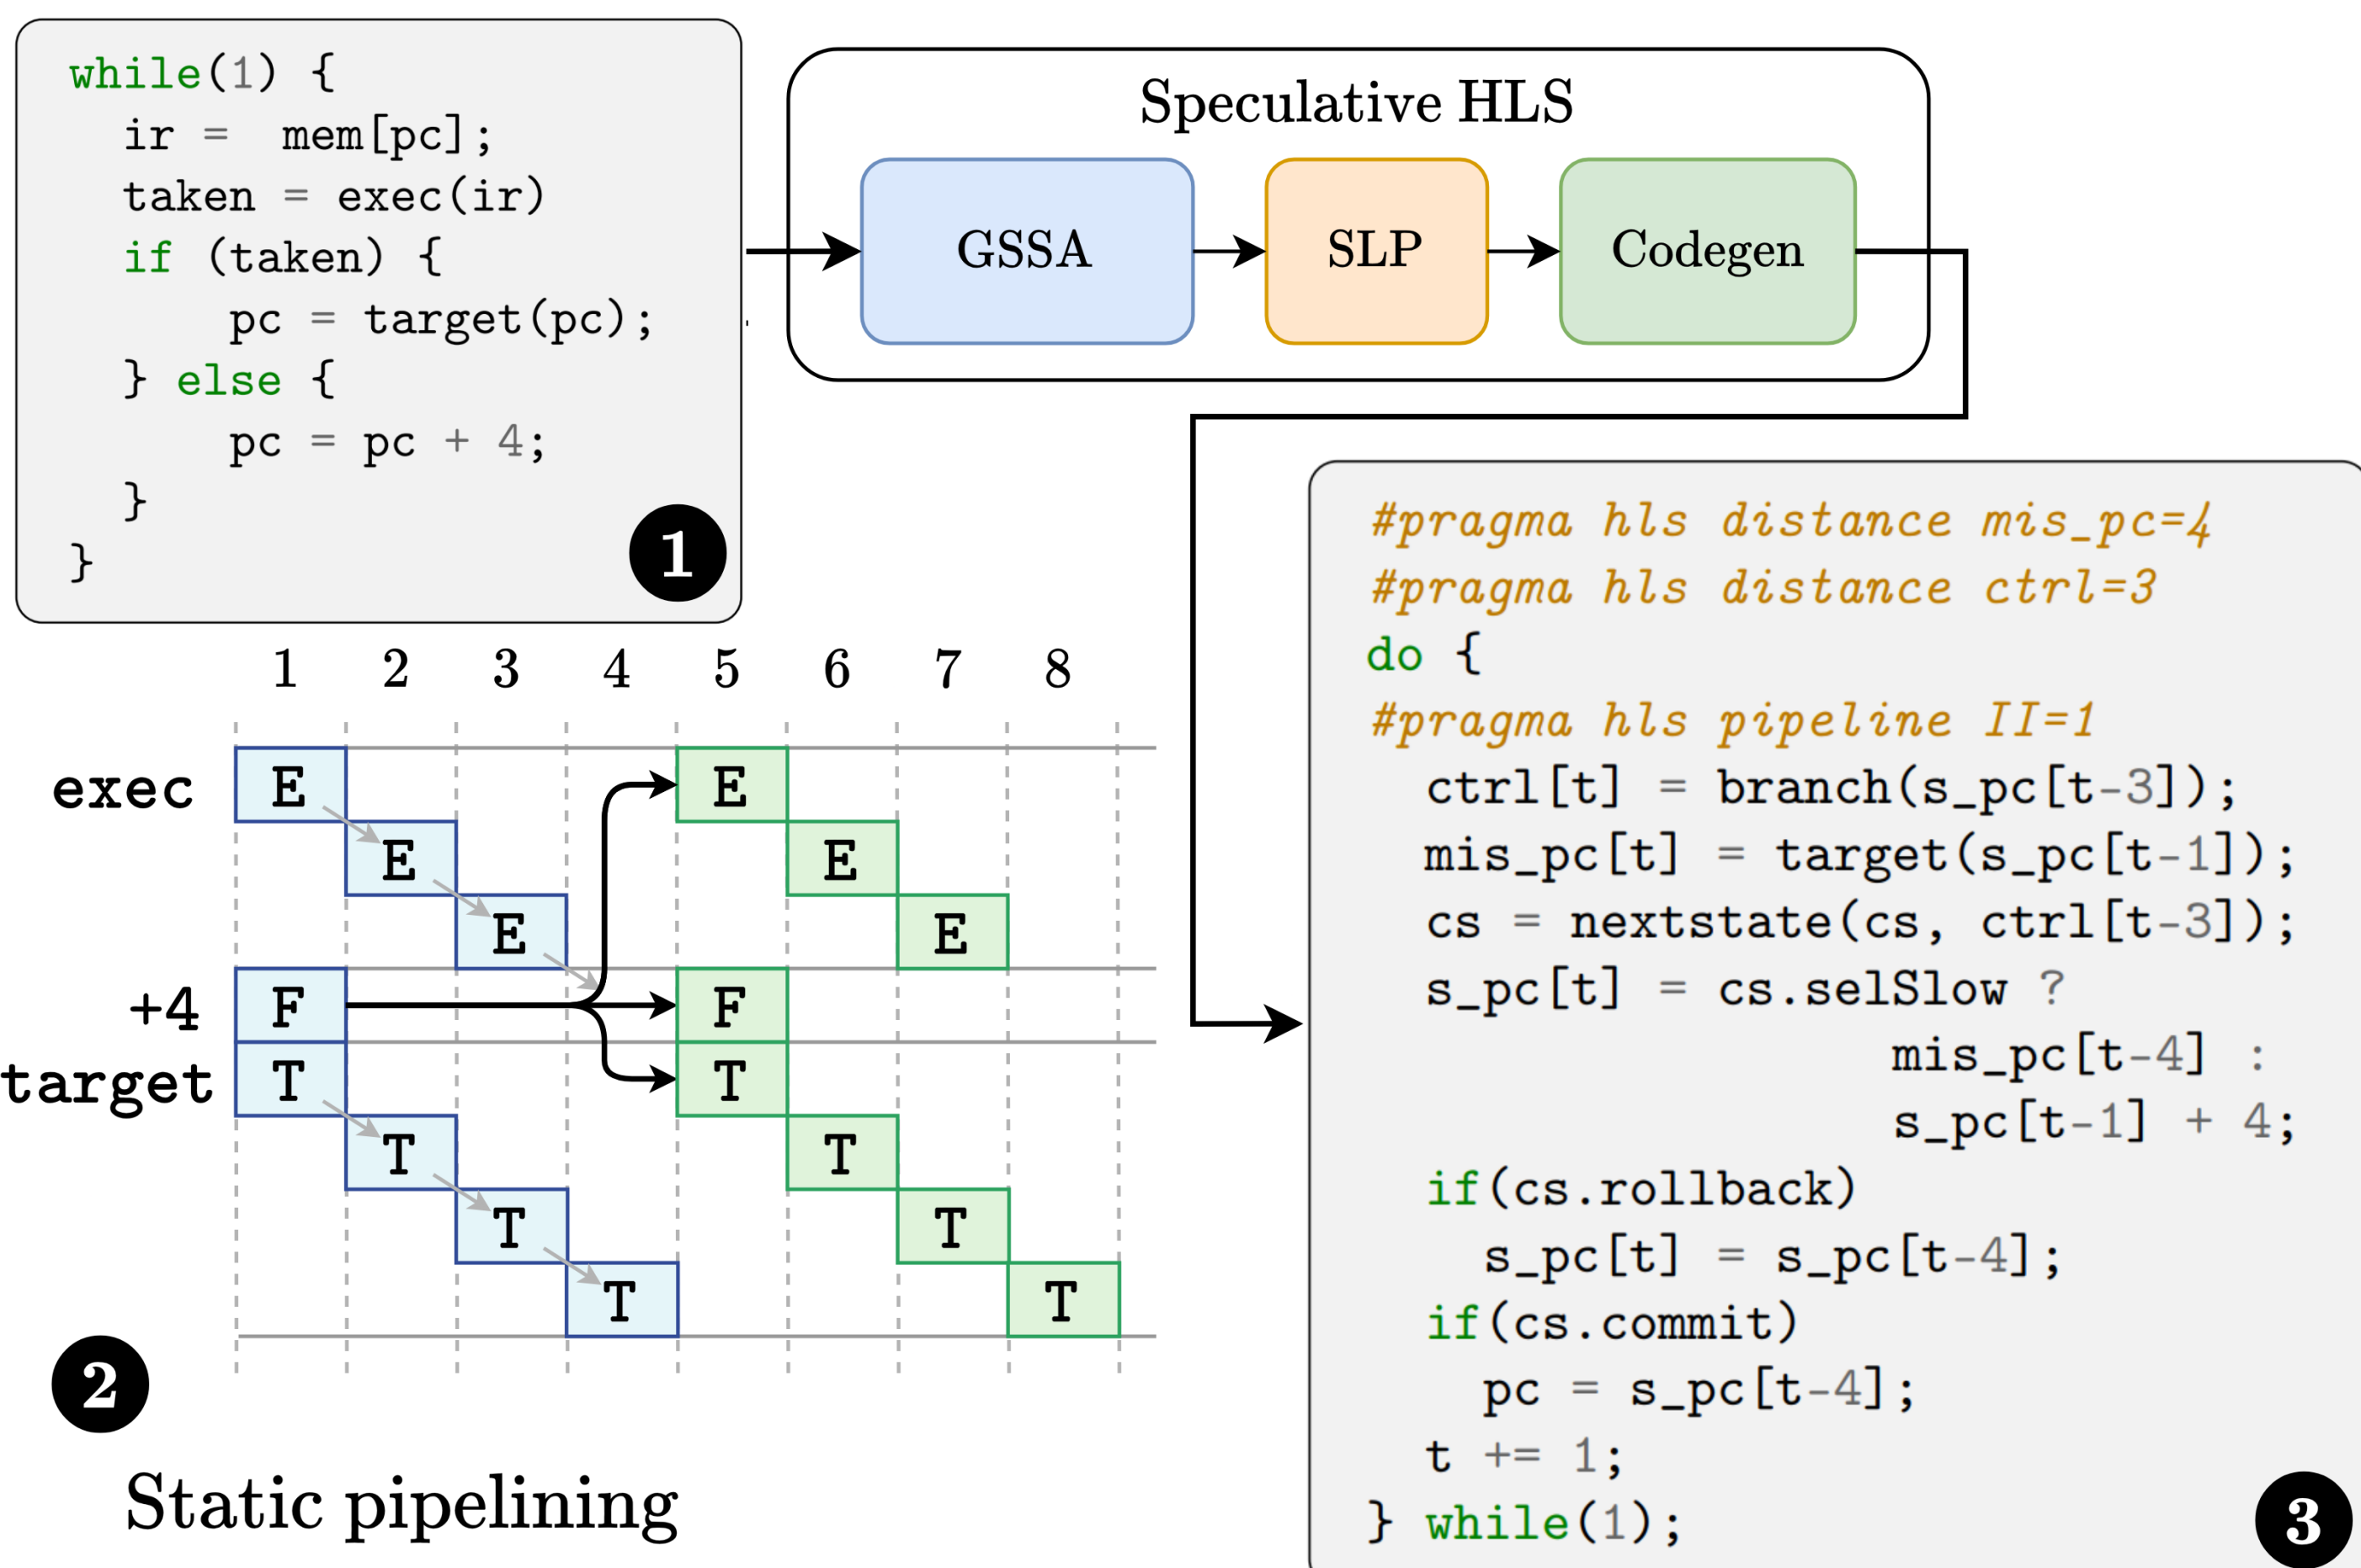 while(1) {
ir = mem[pc];
taken = exec(ir)
if (taken) {
pc = target(pc);
} else {
pc = pc + 4;
}
}
1
Speculative HLS
GSSA
SLP
Codegen
1 2 3 4 5 6 7 8
exec
E E
E E
E E
+4
F F
target
T T
T T
T T
T T
2
Static pipelining
#pragma hls distance mis_pc=4
#pragma hls distance ctrl=3
do {
#pragma hls pipeline II=1
ctrl[t] = branch(s_pc[t-3]);
mis_pc[t] = target(s_pc[t-1]);
cs = nextstate(cs, ctrl[t-3]);
s_pc[t] = cs.selSlow ?
mis_pc[t-4] :
s_pc[t-1] + 4;
if(cs.rollback)
s_pc[t] = s_pc[t-4];
if(cs.commit)
pc = s_pc[t-4];
t += 1;
} while(1);
3